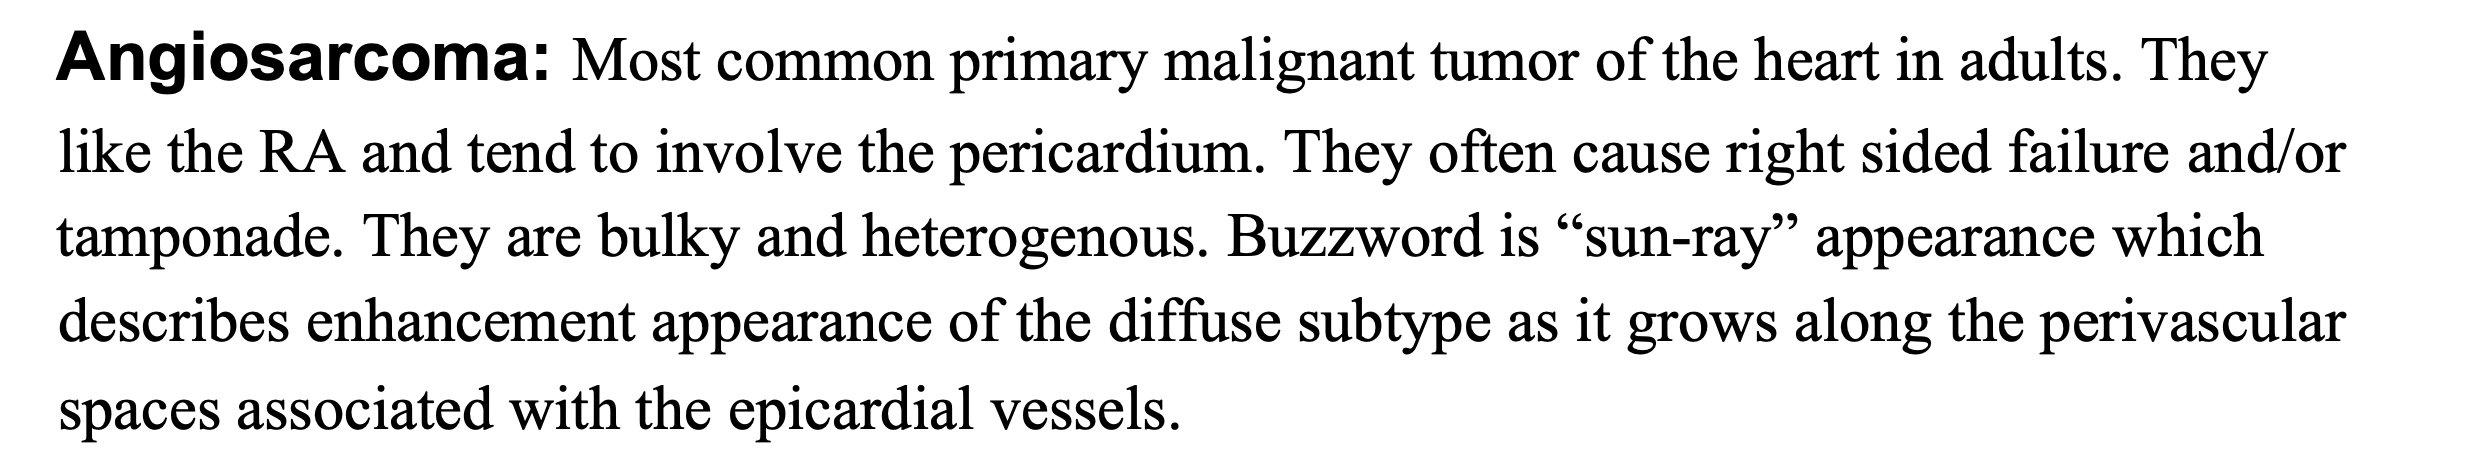 Angiosarcoma: Most common primary malignant tumor of the heart in adults. They
like the RA and tend to involve the pericardium. They often cause right sided failure and/or
tamponade. They are bulky and heterogenous. Buzzword is “sun-ray” appearance which
describes enhancement appearance of the diffuse subtype as it grows along the perivascular
spaces associated with the epicardial vessels.